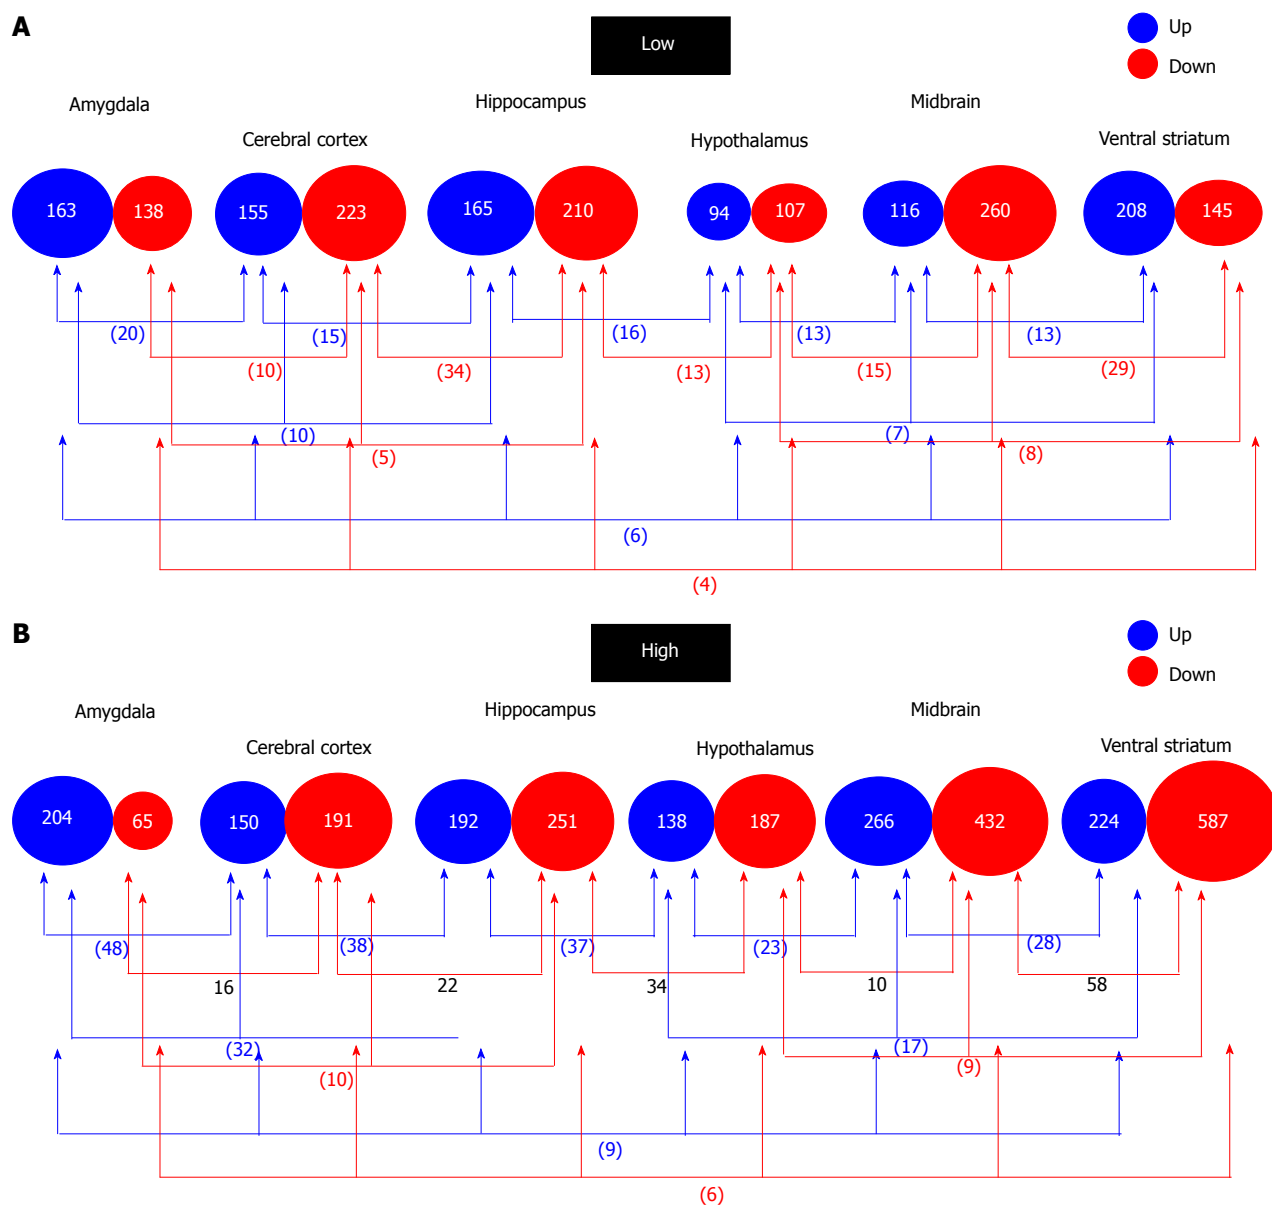 A
Low
Up
Down
Amygdala
Hippocampus
Midbrain
Cerebral cortex
Hypothalamus
Ventral striatum
163 138 155 223 165 210 94 107 116 260 208 145
(20) (15) (16) (13) (13)
(10) (34) (13) (15) (29)
(10) (7)
(5) (8)
(6)
(4)
B
High
Up
Down
Amygdala
Hippocampus
Midbrain
Cerebral cortex
Hypothalamus
Ventral striatum
204 65 150 191 192 251 138 187 266 432 224 587
(48) (38) (37) (23) (28)
16 22 34 10 58
(32) (17)
(10) (9)
(9)
(6)